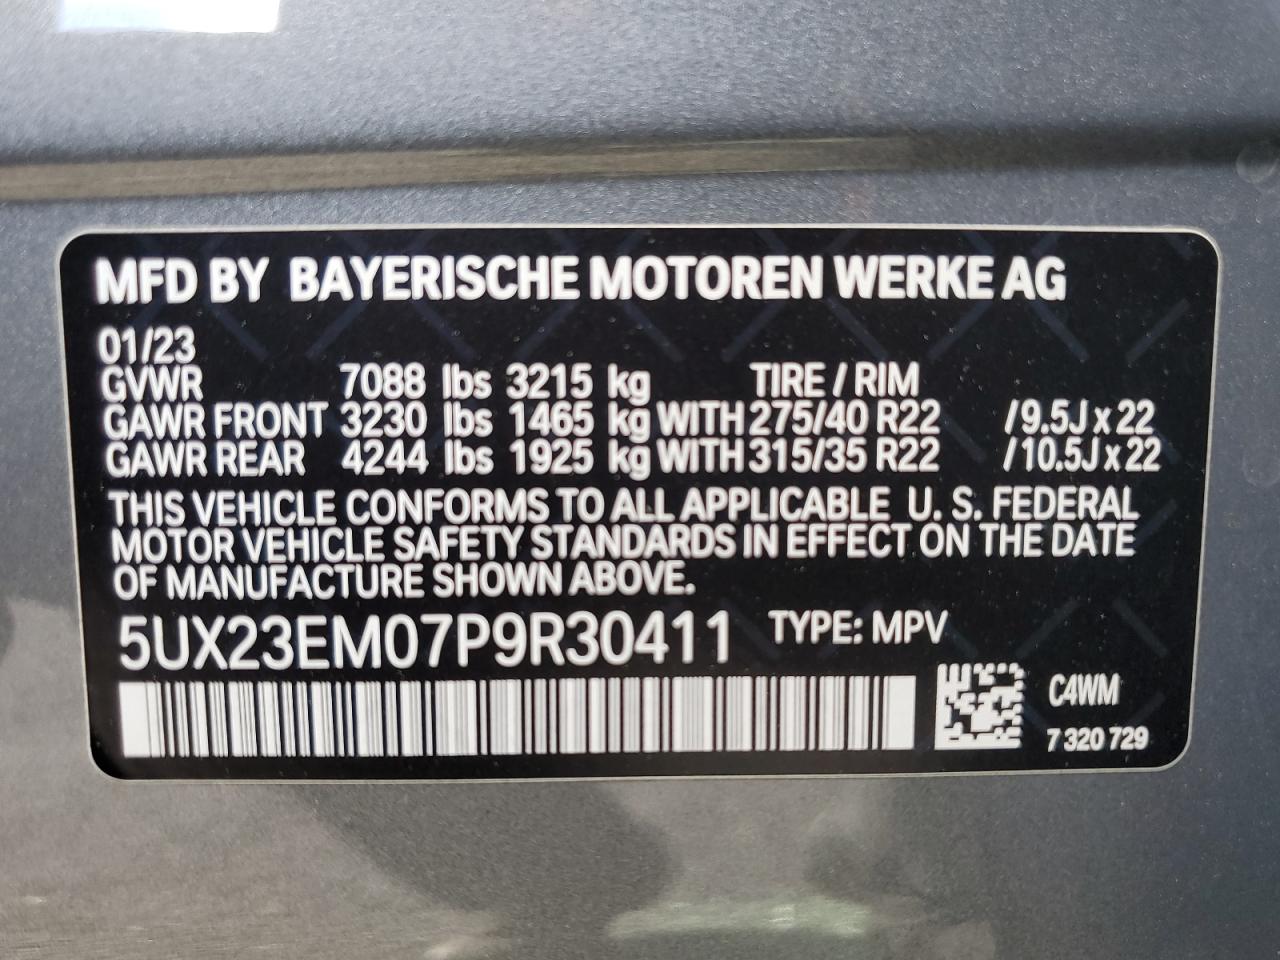 MFD BY BAYERISCHE MOTOREN WERKE AG
01/23
GVWR 7088 lbs 3215 kg TIRE / RIM
GAWR FRONT 3230 lbs 1465 kg WITH 275/40 R22 /9.5J x 22
GAWR REAR 4244 lbs 1925 kg WITH 315/35 R22 /10.5J x 22
THIS VEHICLE CONFORMS TO ALL APPLICABLE U. S. FEDERAL
MOTOR VEHICLE SAFETY STANDARDS IN EFFECT ON THE DATE
OF MANUFACTURE SHOWN ABOVE.
5UX23EM07P9R30411 TYPE: MPV
C4WM
7 320 729